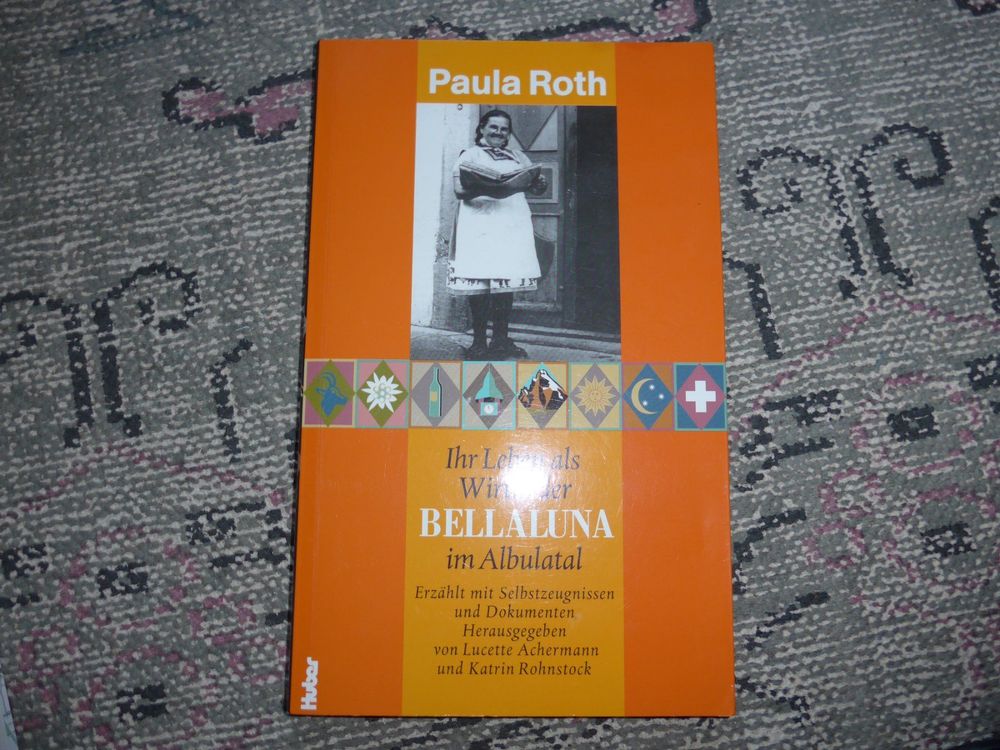 Paula Roth
Ihr Leben als
Wirtin der
BELLALUNA
im Albulatal
Erzählt mit Selbstzeugnissen
und Dokumenten
Herausgegeben
von Lucette Achermann
und Katrin Rohnstock
Huber